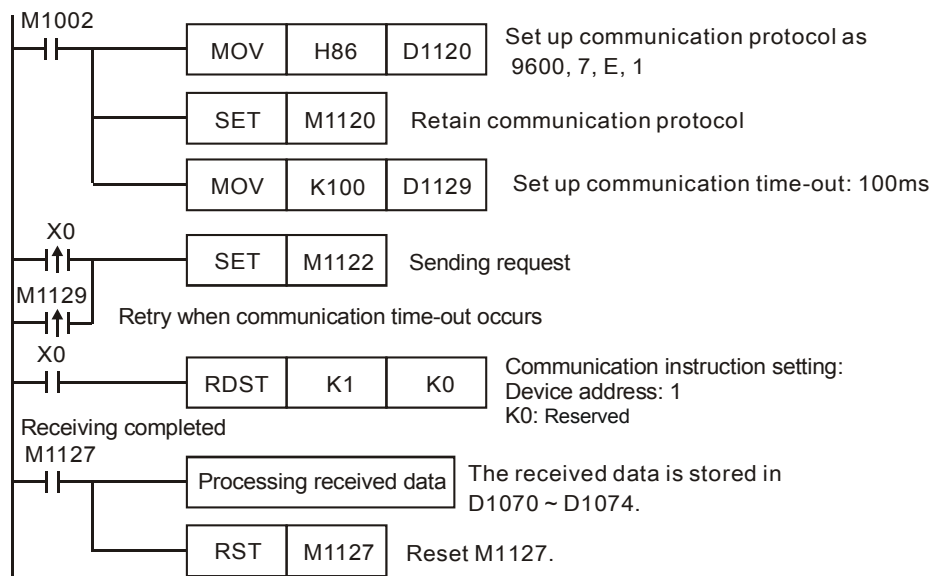 M1002
MOV H86 D1120 Set up communication protocol as
9600, 7, E, 1
SET M1120 Retain communication protocol
MOV K100 D1129 Set up communication time-out: 100ms
X0
SET M1122 Sending request
M1129
Retry when communication time-out occurs
X0
RDST K1 K0 Communication instruction setting:
Device address: 1
K0: Reserved
Receiving completed
M1127
Processing received data The received data is stored in
D1070 ~ D1074.
RST M1127 Reset M1127.